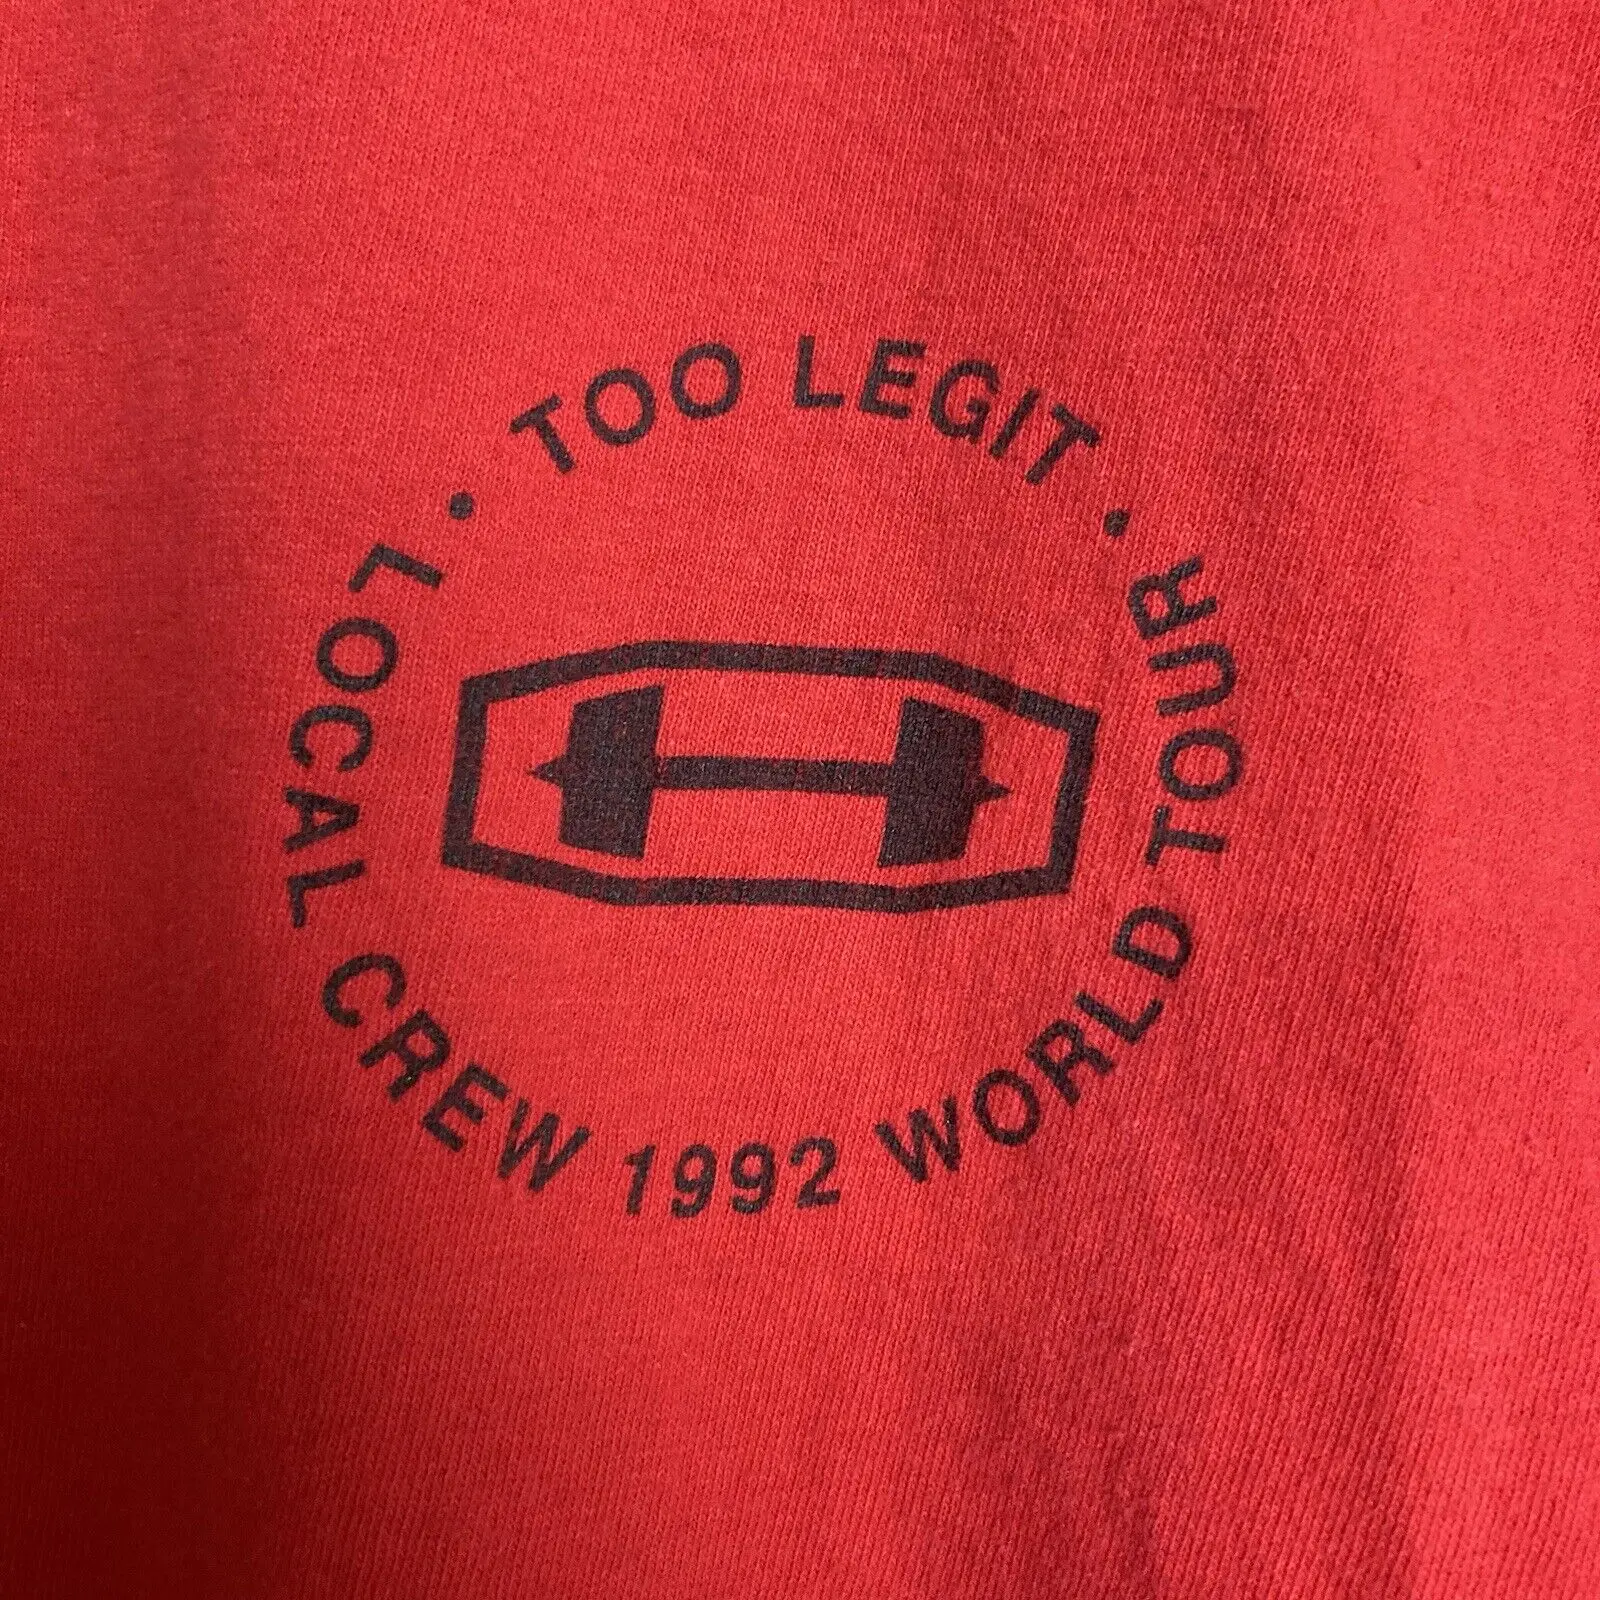 • TOO LEGIT •
LOCAL CREW 1992 WORLD TOUR